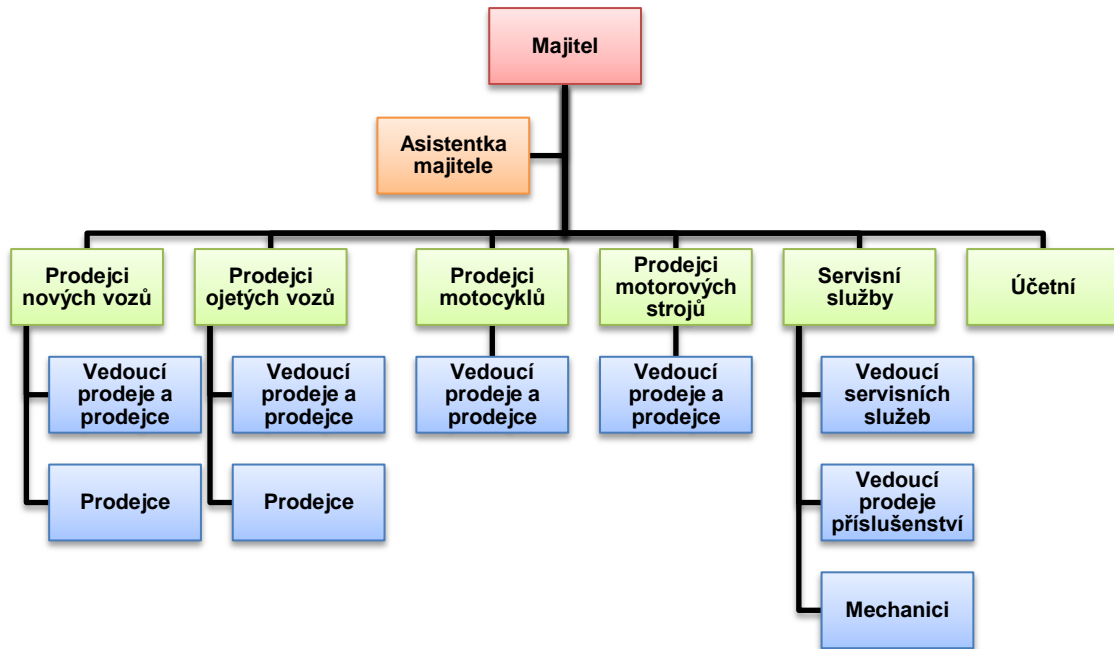 Majitel
Asistentka
majitele
Prodejci
nových vozů
Prodejci
ojetých vozů
Prodejci
motocyklů
Prodejci
motorových
strojů
Servisní
služby
Účetní
Vedoucí
prodeje a
prodejce
Vedoucí
prodeje a
prodejce
Vedoucí
prodeje a
prodejce
Vedoucí
prodeje a
prodejce
Vedoucí
servisních
služeb
Prodejce
Prodejce
Vedoucí
prodeje
příslušenství
Mechanici